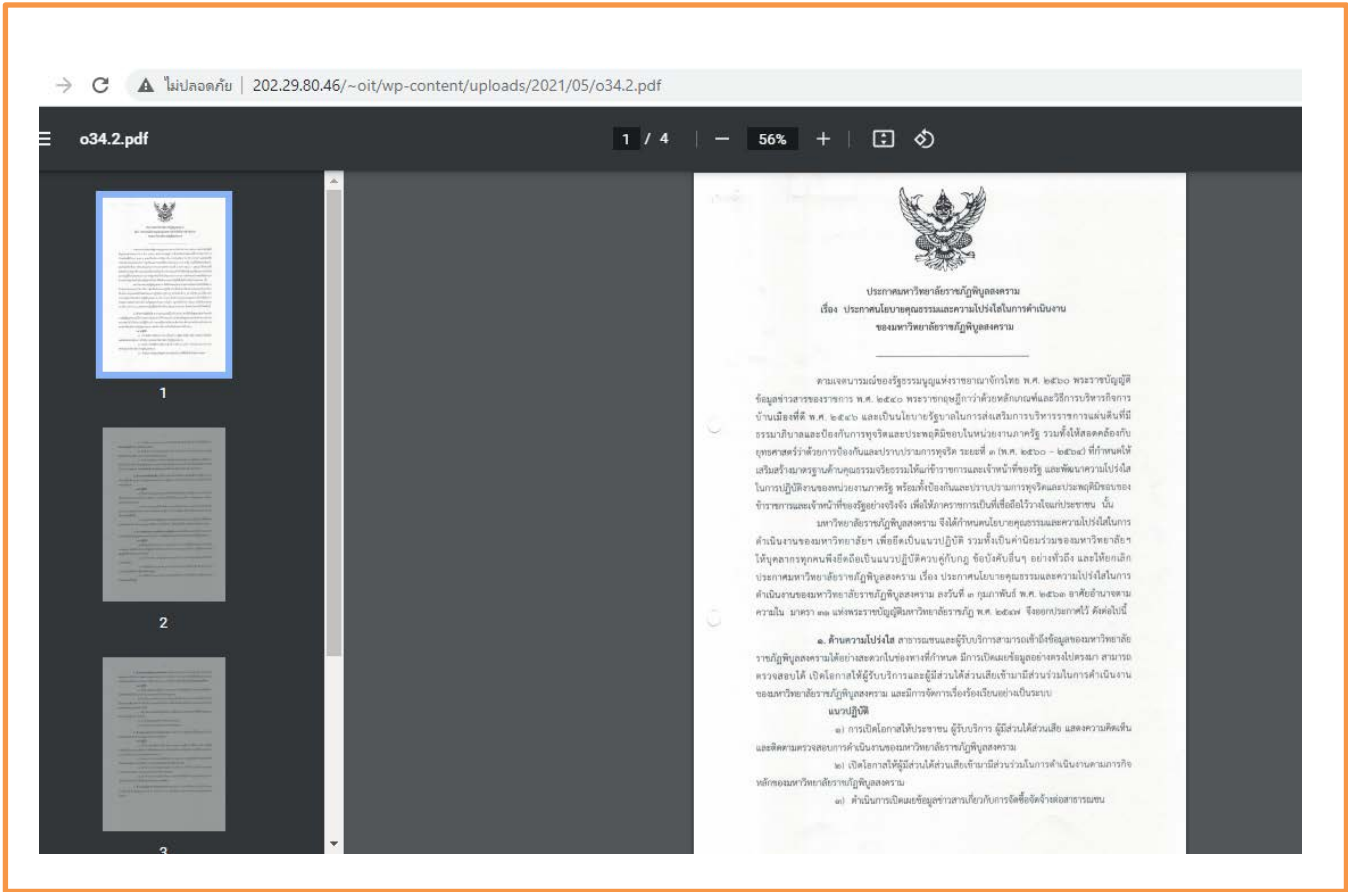 ไม่ปลอดภัย | 202.29.80.46/~oit/wp-content/uploads/2021/05/o34.2.pdf
o34.2.pdf
1 / 4
56%
1
2
3
ประกาศมหาวิทยาลัยราชภัฏพิบูลสงคราม
เรื่อง ประกาศนโยบายคุณธรรมและความโปร่งใสในการดำเนินงาน
ของมหาวิทยาลัยราชภัฏพิบูลสงคราม
ตามเจตนารมณ์ของรัฐธรรมนูญแห่งราชอาณาจักรไทย พ.ศ. ๒๕๖๐ พระราชบัญญัติ
ข้อมูลข่าวสารของราชการ พ.ศ. ๒๕๔๐ พระราชกฤษฎีกาว่าด้วยหลักเกณฑ์และวิธีการบริหารกิจการ
บ้านเมืองที่ดี พ.ศ. ๒๕๔๖ และเป็นนโยบายรัฐบาลในการส่งเสริมการบริหารราชการแผ่นดินที่มี
ธรรมาภิบาลและป้องกันการทุจริตและประพฤติมิชอบในหน่วยงานภาครัฐ รวมทั้งให้สอดคล้องกับ
ยุทธศาสตร์ว่าด้วยการป้องกันและปราบปรามการทุจริต ระยะที่ ๓ (พ.ศ. ๒๕๖๐ – ๒๕๖๔) ที่กำหนดให้
เสริมสร้างมาตรฐานด้านคุณธรรมจริยธรรมให้แก่ข้าราชการและเจ้าหน้าที่ของรัฐ และพัฒนาความโปร่งใส
ในการปฏิบัติงานของหน่วยงานภาครัฐ พร้อมทั้งป้องกันและปราบปรามการทุจริตและประพฤติมิชอบของ
ข้าราชการและเจ้าหน้าที่ของรัฐอย่างจริงจัง เพื่อให้ภาคราชการเป็นที่เชื่อถือไว้วางใจแก่ประชาชน นั้น
มหาวิทยาลัยราชภัฏพิบูลสงคราม จึงได้กำหนดนโยบายคุณธรรมและความโปร่งใสในการ
ดำเนินงานของมหาวิทยาลัยฯ เพื่อยึดเป็นแนวปฏิบัติ รวมทั้งเป็นค่านิยมร่วมของมหาวิทยาลัยฯ
ให้บุคลากรทุกคนพึงยึดถือเป็นแนวปฏิบัติควบคู่กับกฎ ข้อบังคับอื่นๆ อย่างทั่วถึง และให้ยกเลิก
ประกาศมหาวิทยาลัยราชภัฏพิบูลสงคราม เรื่อง ประกาศนโยบายคุณธรรมและความโปร่งใสในการ
ดำเนินงานของมหาวิทยาลัยราชภัฏพิบูลสงคราม ลงวันที่ ๓ กุมภาพันธ์ พ.ศ. ๒๕๖๓ อาศัยอำนาจตาม
ความใน มาตรา ๓๑ แห่งพระราชบัญญัติมหาวิทยาลัยราชภัฏ พ.ศ. ๒๕๔๗ จึงออกประกาศไว้ ดังต่อไปนี้
๑. ด้านความโปร่งใส สาธารณชนและผู้รับบริการสามารถเข้าถึงข้อมูลของมหาวิทยาลัย
ราชภัฏพิบูลสงครามได้อย่างสะดวกในช่องทางที่กำหนด มีการเปิดเผยข้อมูลอย่างตรงไปตรงมา สามารถ
ตรวจสอบได้ เปิดโอกาสให้ผู้รับบริการและผู้มีส่วนได้ส่วนเสียเข้ามามีส่วนร่วมในการดำเนินงาน
ของมหาวิทยาลัยราชภัฏพิบูลสงคราม และมีการจัดการเรื่องร้องเรียนอย่างเป็นระบบ
แนวปฏิบัติ
๑) การเปิดโอกาสให้ประชาชน ผู้รับบริการ ผู้มีส่วนได้ส่วนเสีย แสดงความคิดเห็น
และติดตามตรวจสอบการดำเนินงานของมหาวิทยาลัยราชภัฏพิบูลสงคราม
๒) เปิดโอกาสให้ผู้มีส่วนได้ส่วนเสียเข้ามามีส่วนร่วมในการดำเนินงานตามภารกิจ
หลักของมหาวิทยาลัยราชภัฏพิบูลสงคราม
๓) ดำเนินการเปิดเผยข้อมูลข่าวสารเกี่ยวกับการจัดซื้อจัดจ้างต่อสาธารณชน